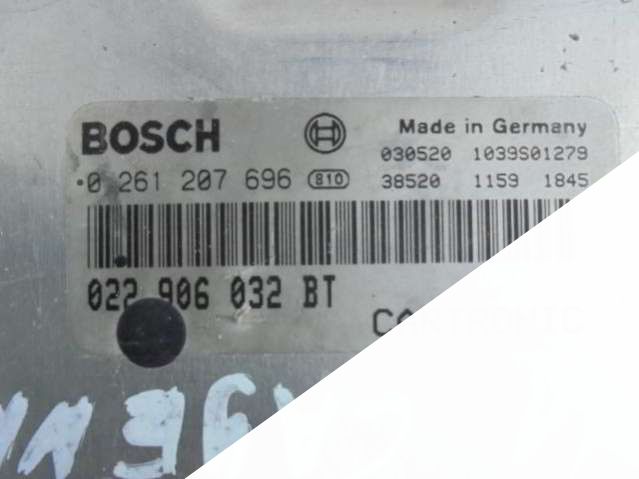 BOSCH
Made in Germany
030520 1039S01279
0 261 207 696 810 38520 1159 1845
022 906 032 BT